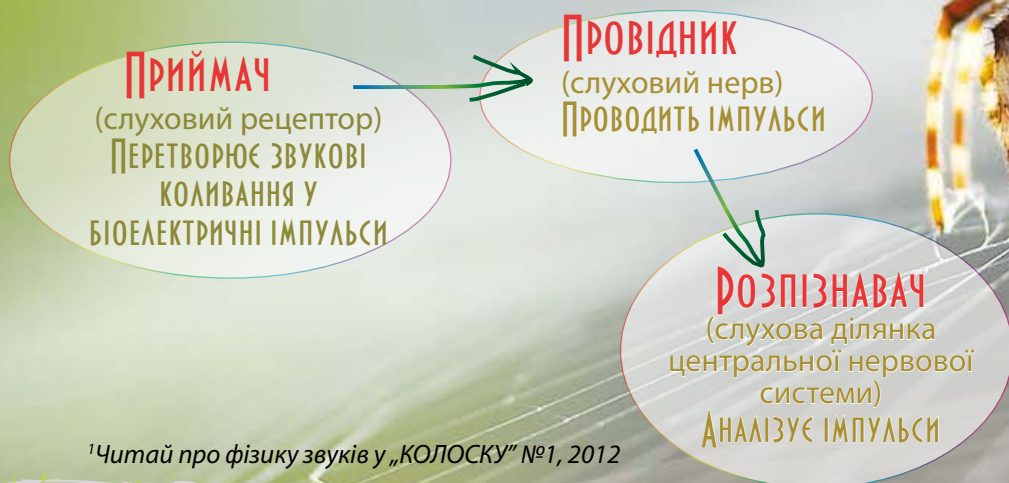 Приймач
(слуховий рецептор)
Перетворює звукові
коливання у
біоелектричні імпульси
Провідник
(слуховий нерв)
Проводить імпульси
Розпізнавач
(слухова ділянка
центральної нервової
системи)
Аналізує імпульси
¹Читай про фізику звуків у „КОЛОСКУ” №1, 2012